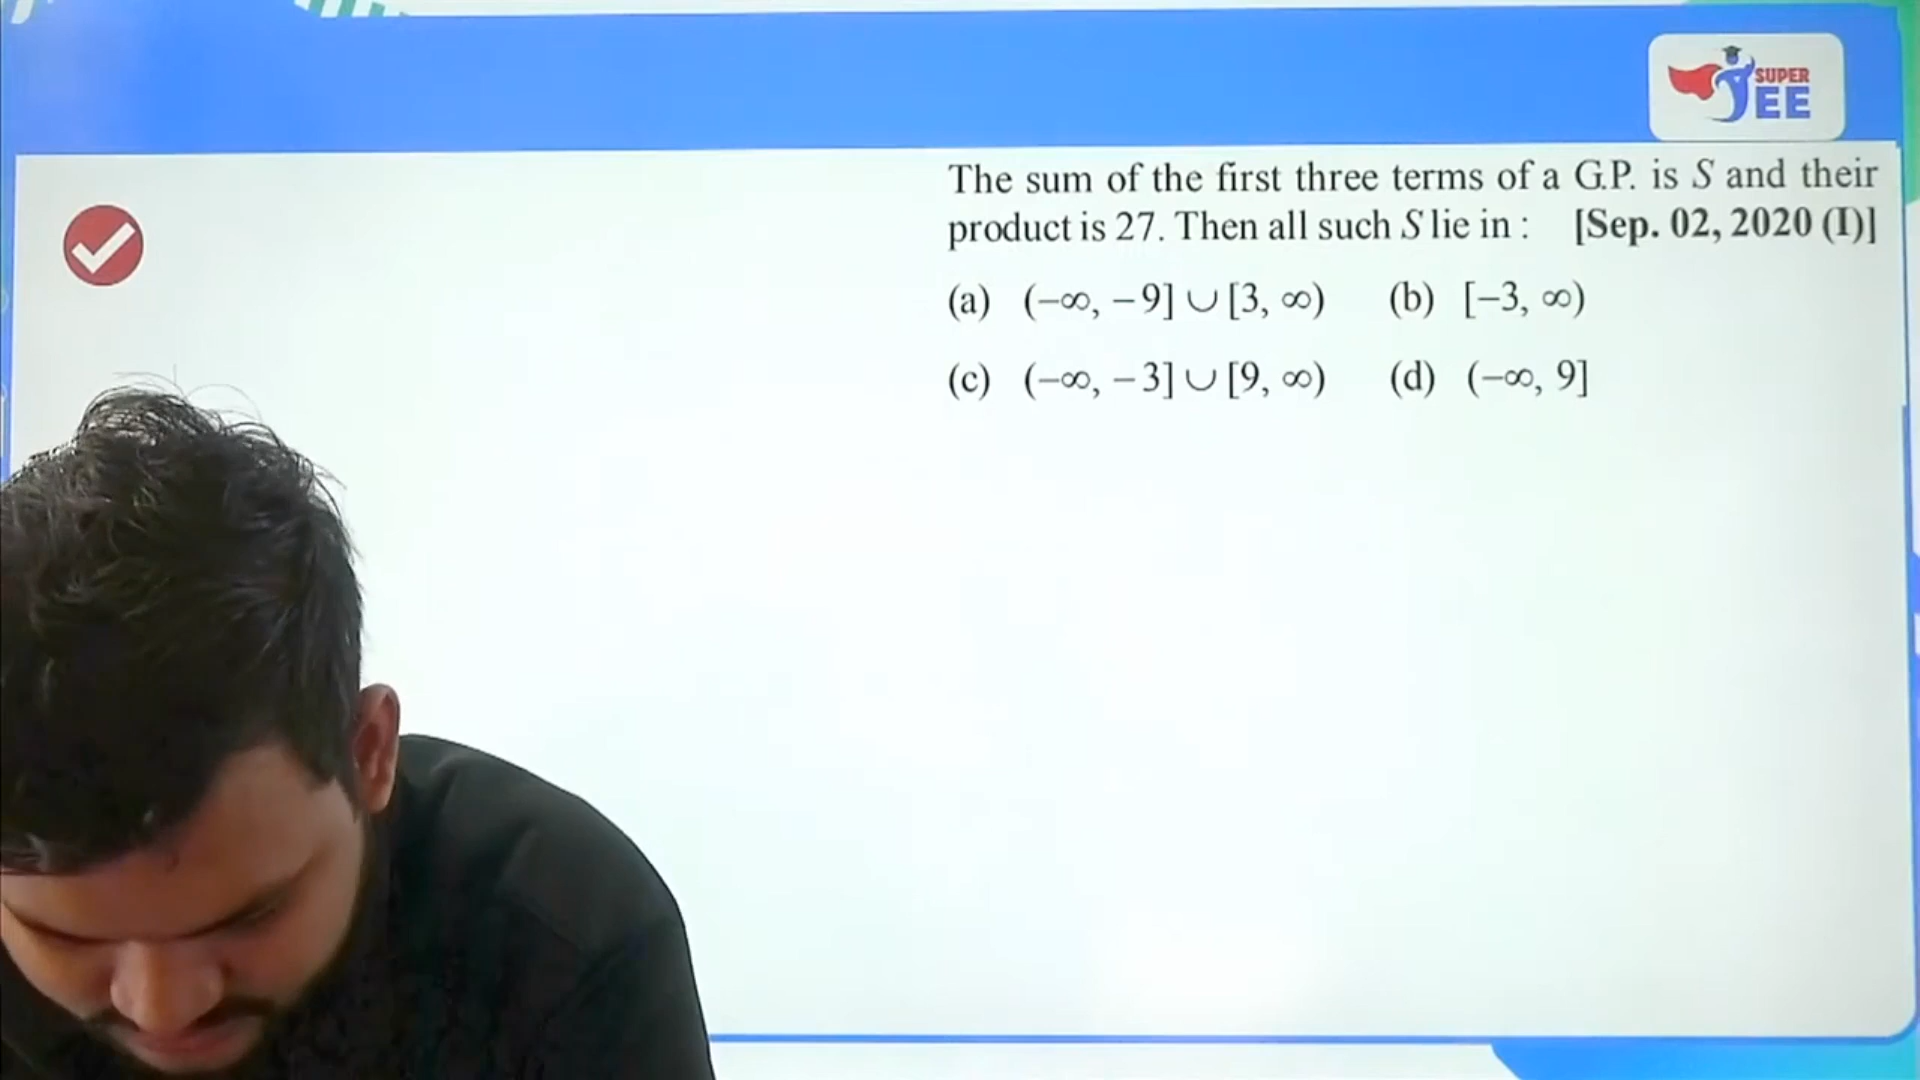 SUPER
JEE
The sum of the first three terms of a G.P. is S and their
product is 27. Then all such S lie in : [Sep. 02, 2020 (I)]
(a) (−∞, −9] ∪ [3, ∞) (b) [−3, ∞)
(c) (−∞, −3] ∪ [9, ∞) (d) (−∞, 9]